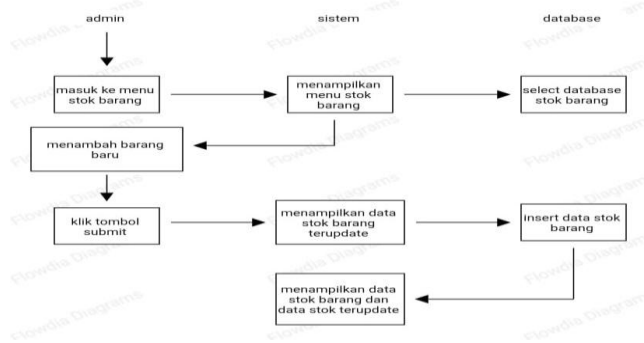 admin
sistem
database
masuk ke menu
stok barang
menampilkan
menu stok
barang
select database
stok barang
menambah barang
baru
klik tombol
submit
menampilkan data
stok barang
terupdate
insert data stok
barang
menampilkan data
stok barang dan
data stok terupdate
Flowdia Diagrams